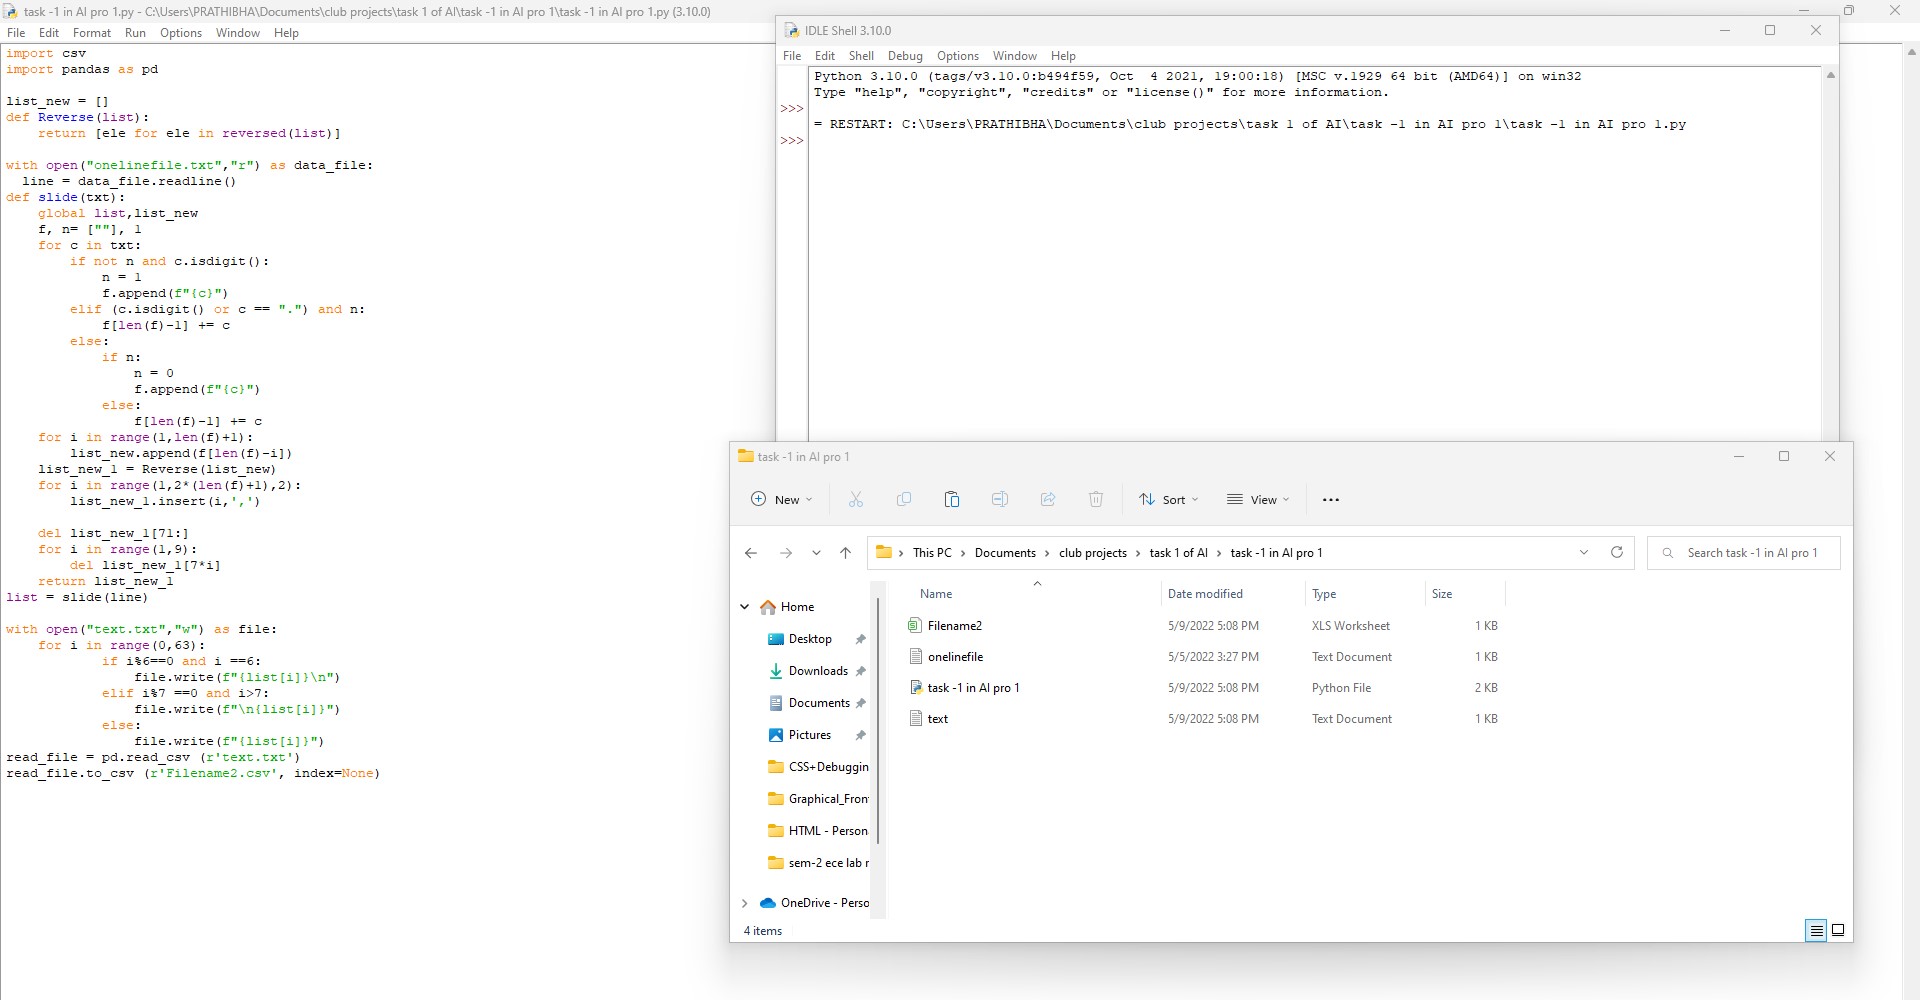 task -1 in AI pro 1.py - C:\Users\PRATHIBHA\Documents\club projects\task 1 of AI\task -1 in AI pro 1\task -1 in AI pro 1.py (3.10.0)
File Edit Format Run Options Window Help
import csv
import pandas as pd
list_new = []
def Reverse(list):
    return [ele for ele in reversed(list)]
with open("onelinefile.txt","r") as data_file:
  line = data_file.readline()
def slide(txt):
    global list,list_new
    f, n= [""], 1
    for c in txt:
        if not n and c.isdigit():
            n = 1
            f.append(f"{c}")
        elif (c.isdigit() or c == ".") and n:
            f[len(f)-1] += c
        else:
            if n:
                n = 0
                f.append(f"{c}")
            else:
                f[len(f)-1] += c
    for i in range(1,len(f)+1):
        list_new.append(f[len(f)-i])
    list_new_1 = Reverse(list_new)
    for i in range(1,2*(len(f)+1),2):
        list_new_1.insert(i,',')
    del list_new_1[71:]
    for i in range(1,9):
        del list_new_1[7*i]
    return list_new_1
list = slide(line)
with open("text.txt","w") as file:
    for i in range(0,63):
            if i%6==0 and i ==6:
                file.write(f"{list[i]}\n")
            elif i%7 ==0 and i>7:
                file.write(f"\n{list[i]}")
            else:
                file.write(f"{list[i]}")
read_file = pd.read_csv (r'text.txt')
read_file.to_csv (r'Filename2.csv', index=None)
IDLE Shell 3.10.0
File Edit Shell Debug Options Window Help
Python 3.10.0 (tags/v3.10.0:b494f59, Oct  4 2021, 19:00:18) [MSC v.1929 64 bit (AMD64)] on win32
Type "help", "copyright", "credits" or "license()" for more information.
>>>
= RESTART: C:\Users\PRATHIBHA\Documents\club projects\task 1 of AI\task -1 in AI pro 1\task -1 in AI pro 1.py
>>>
task -1 in AI pro 1
New Sort View ...
This PC > Documents > club projects > task 1 of AI > task -1 in AI pro 1
Search task -1 in AI pro 1
Home
Desktop
Downloads
Documents
Pictures
CSS+Debuggin
Graphical_Fron
HTML - Person
sem-2 ece lab r
OneDrive - Perso
Name Date modified Type Size
Filename2 5/9/2022 5:08 PM XLS Worksheet 1 KB
onelinefile 5/5/2022 3:27 PM Text Document 1 KB
task -1 in AI pro 1 5/9/2022 5:08 PM Python File 2 KB
text 5/9/2022 5:08 PM Text Document 1 KB
4 items